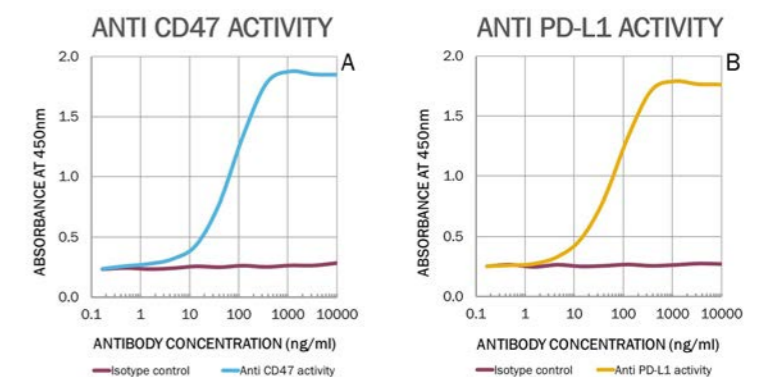 ANTI CD47 ACTIVITY
A
2.0
1.5
1.0
0.5
0.0
ABSORBANCE AT 450nm
0.1 1 10 100 1000 10000
ANTIBODY CONCENTRATION (ng/ml)
Isotype control Anti CD47 activity
ANTI PD-L1 ACTIVITY
B
2.0
1.5
1.0
0.5
0.0
ABSORBANCE AT 450nm
0.1 1 10 100 1000 10000
ANTIBODY CONCENTRATION (ng/ml)
Isotype control Anti PD-L1 activity